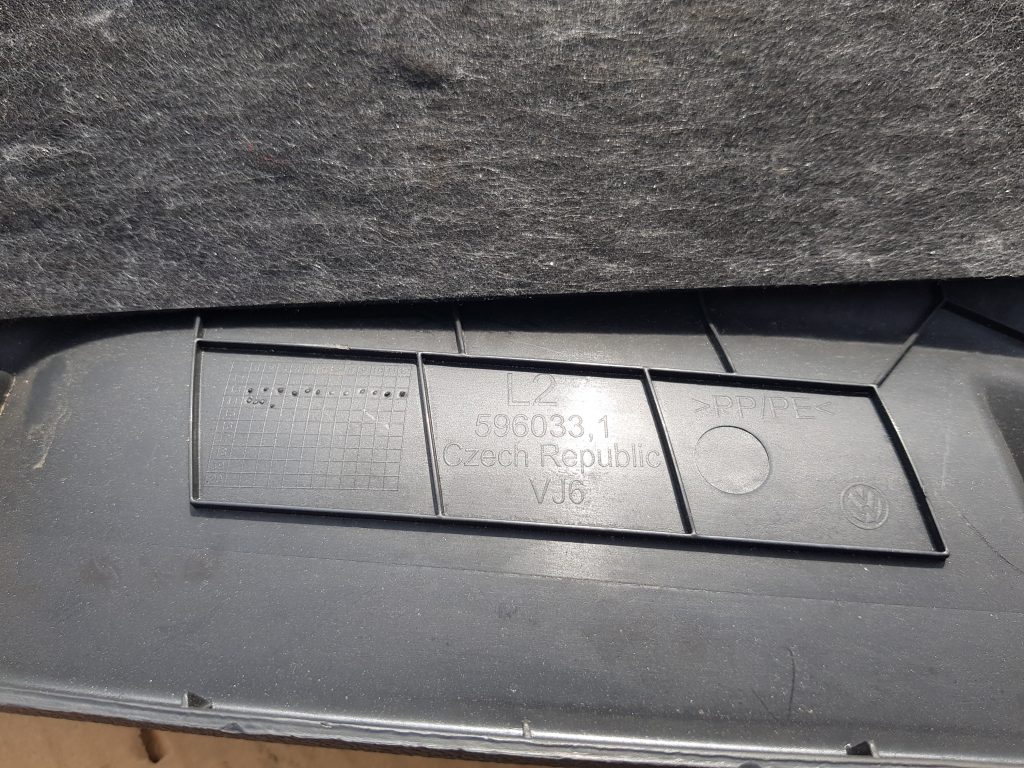 L2
596033,1
Czech Republic
VJ6
>PP/PE<